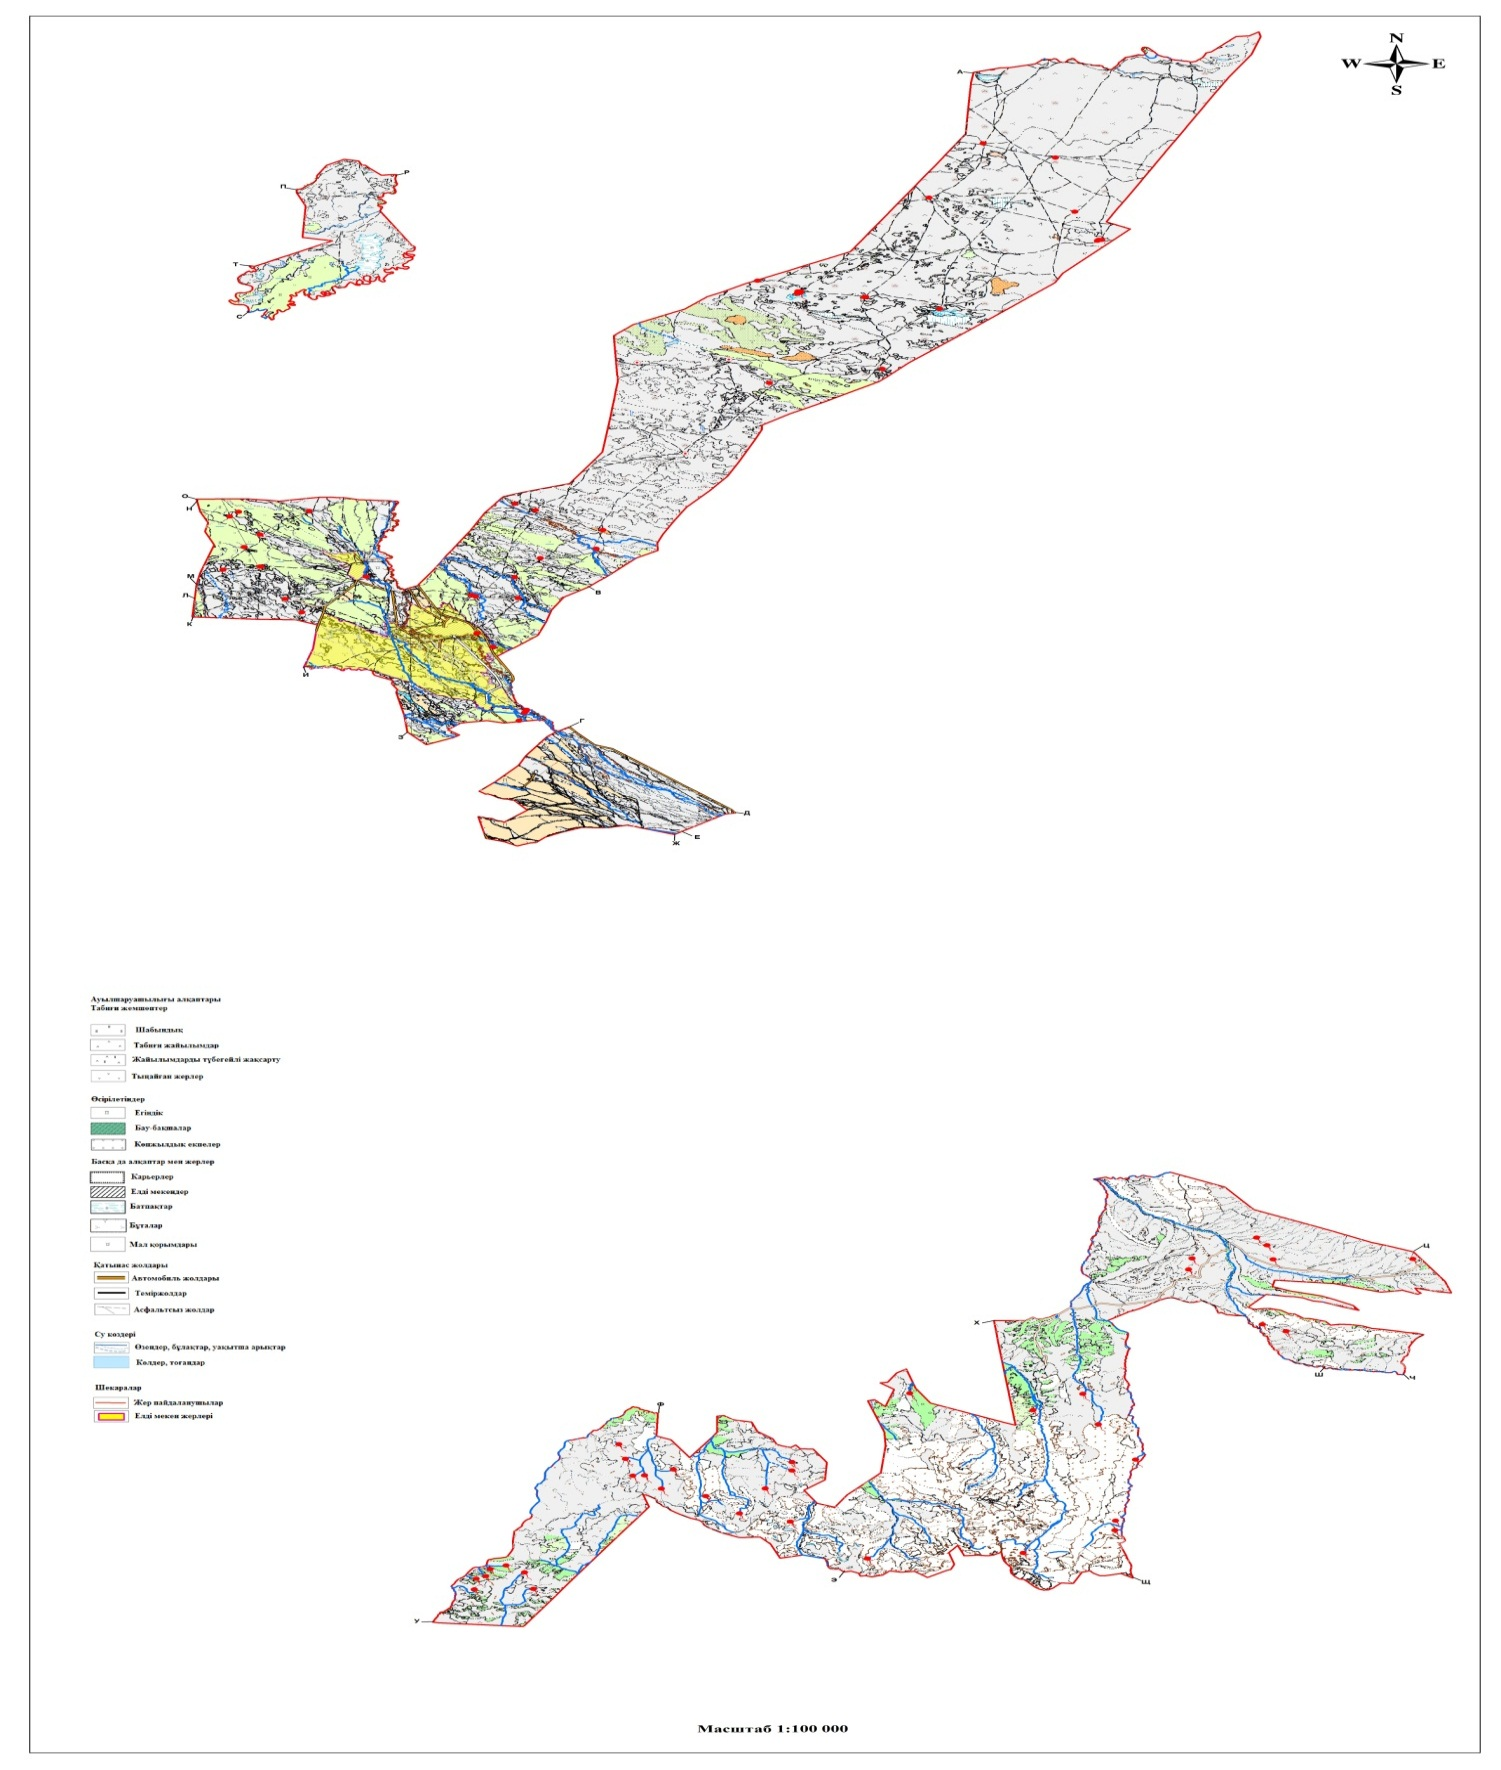 N
W E
S
А
П
Р
Т
С
О
Н
М
Л
К
В
И
З
Г
Д
Е
Ж
Ауылшаруашылығы алқаптары
Табиғи жемшөптер
Шабындық
Табиғи жайылымдар
Жайылымдарды түбегейлі жақсарту
Тыңайған жерлер
Өсірілетіндер
Егіндік
Бау-бақшалар
Көпжылдық екпелер
Басқа да алқаптар мен жерлер
Карьерлер
Елді мекендер
Батпақтар
Бұталар
Мал қорымдары
Қатынас жолдары
Автомобиль жолдары
Теміржолдар
Асфальтсыз жолдар
Су көздері
Өзендер, бұлақтар, уақытша арықтар
Көлдер, тоғандар
Шекаралар
Жер пайдаланушылар
Елді мекен жерлері
Ц
Х
Ш
Ч
Ф
Э
Щ
У
Масштаб 1:100 000